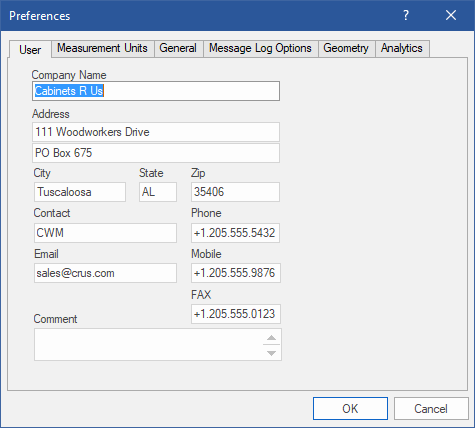 Preferences ? X
User Measurement Units General Message Log Options Geometry Analytics
Company Name
Cabinets R Us
Address
111 Woodworkers Drive
PO Box 675
City State Zip
Tuscaloosa AL 35406
Contact Phone
CWM +1.205.555.5432
Email Mobile
sales@crus.com +1.205.555.9876
FAX
+1.205.555.0123
Comment
OK Cancel